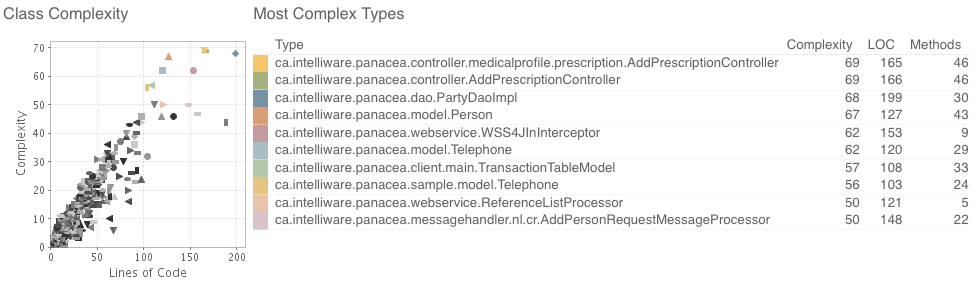 Class Complexity
70
60
50
40
30
20
10
0
Complexity
0 50 100 150 200
Lines of Code
Most Complex Types
Type Complexity LOC Methods
ca.intelliware.panacea.controller.medicalprofile.prescription.AddPrescriptionController 69 165 46
ca.intelliware.panacea.controller.AddPrescriptionController 69 166 46
ca.intelliware.panacea.dao.PartyDaoImpl 68 199 30
ca.intelliware.panacea.model.Person 67 127 43
ca.intelliware.panacea.webservice.WSS4JInInterceptor 62 153 9
ca.intelliware.panacea.model.Telephone 62 120 29
ca.intelliware.panacea.client.main.TransactionTableModel 57 108 33
ca.intelliware.panacea.sample.model.Telephone 56 103 24
ca.intelliware.panacea.webservice.ReferenceListProcessor 50 121 5
ca.intelliware.panacea.messagehandler.nl.cr.AddPersonRequestMessageProcessor 50 148 22